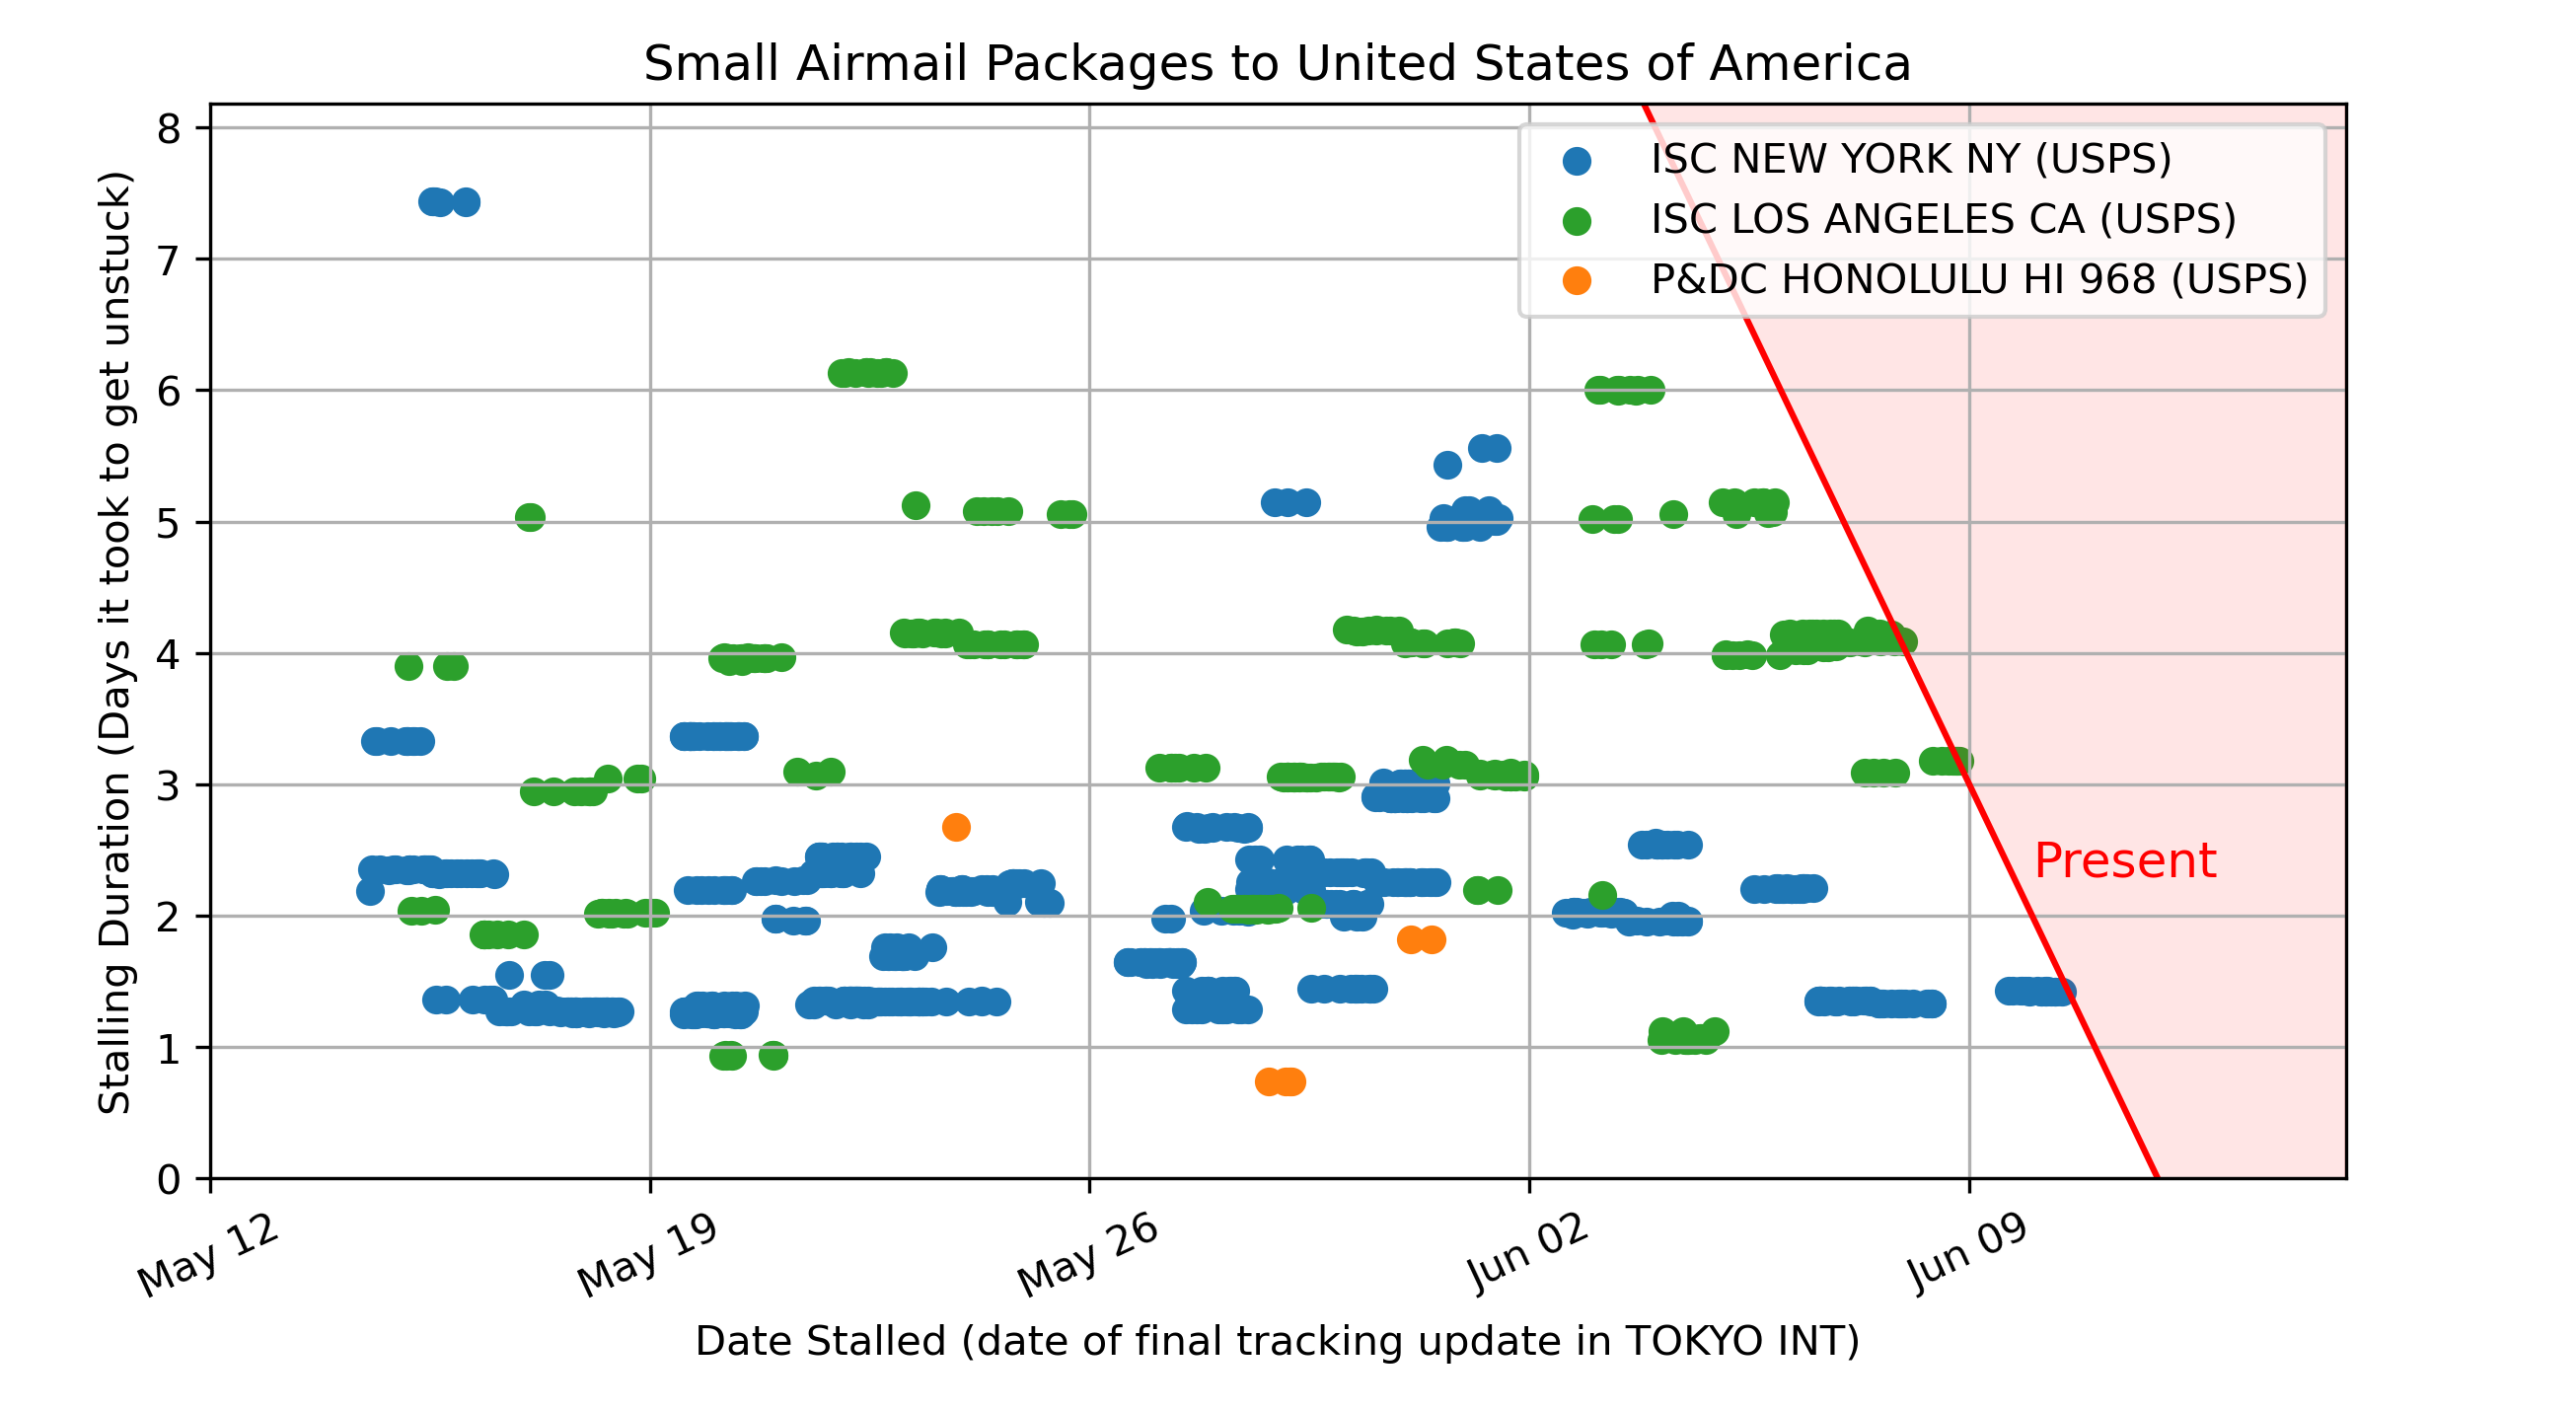 Small Airmail Packages to United States of America
Stalling Duration (Days it took to get unstuck)
8
7
6
5
4
3
2
1
0
ISC NEW YORK NY (USPS)
ISC LOS ANGELES CA (USPS)
P&DC HONOLULU HI 968 (USPS)
Present
May 12
May 19
May 26
Jun 02
Jun 09
Date Stalled (date of final tracking update in TOKYO INT)